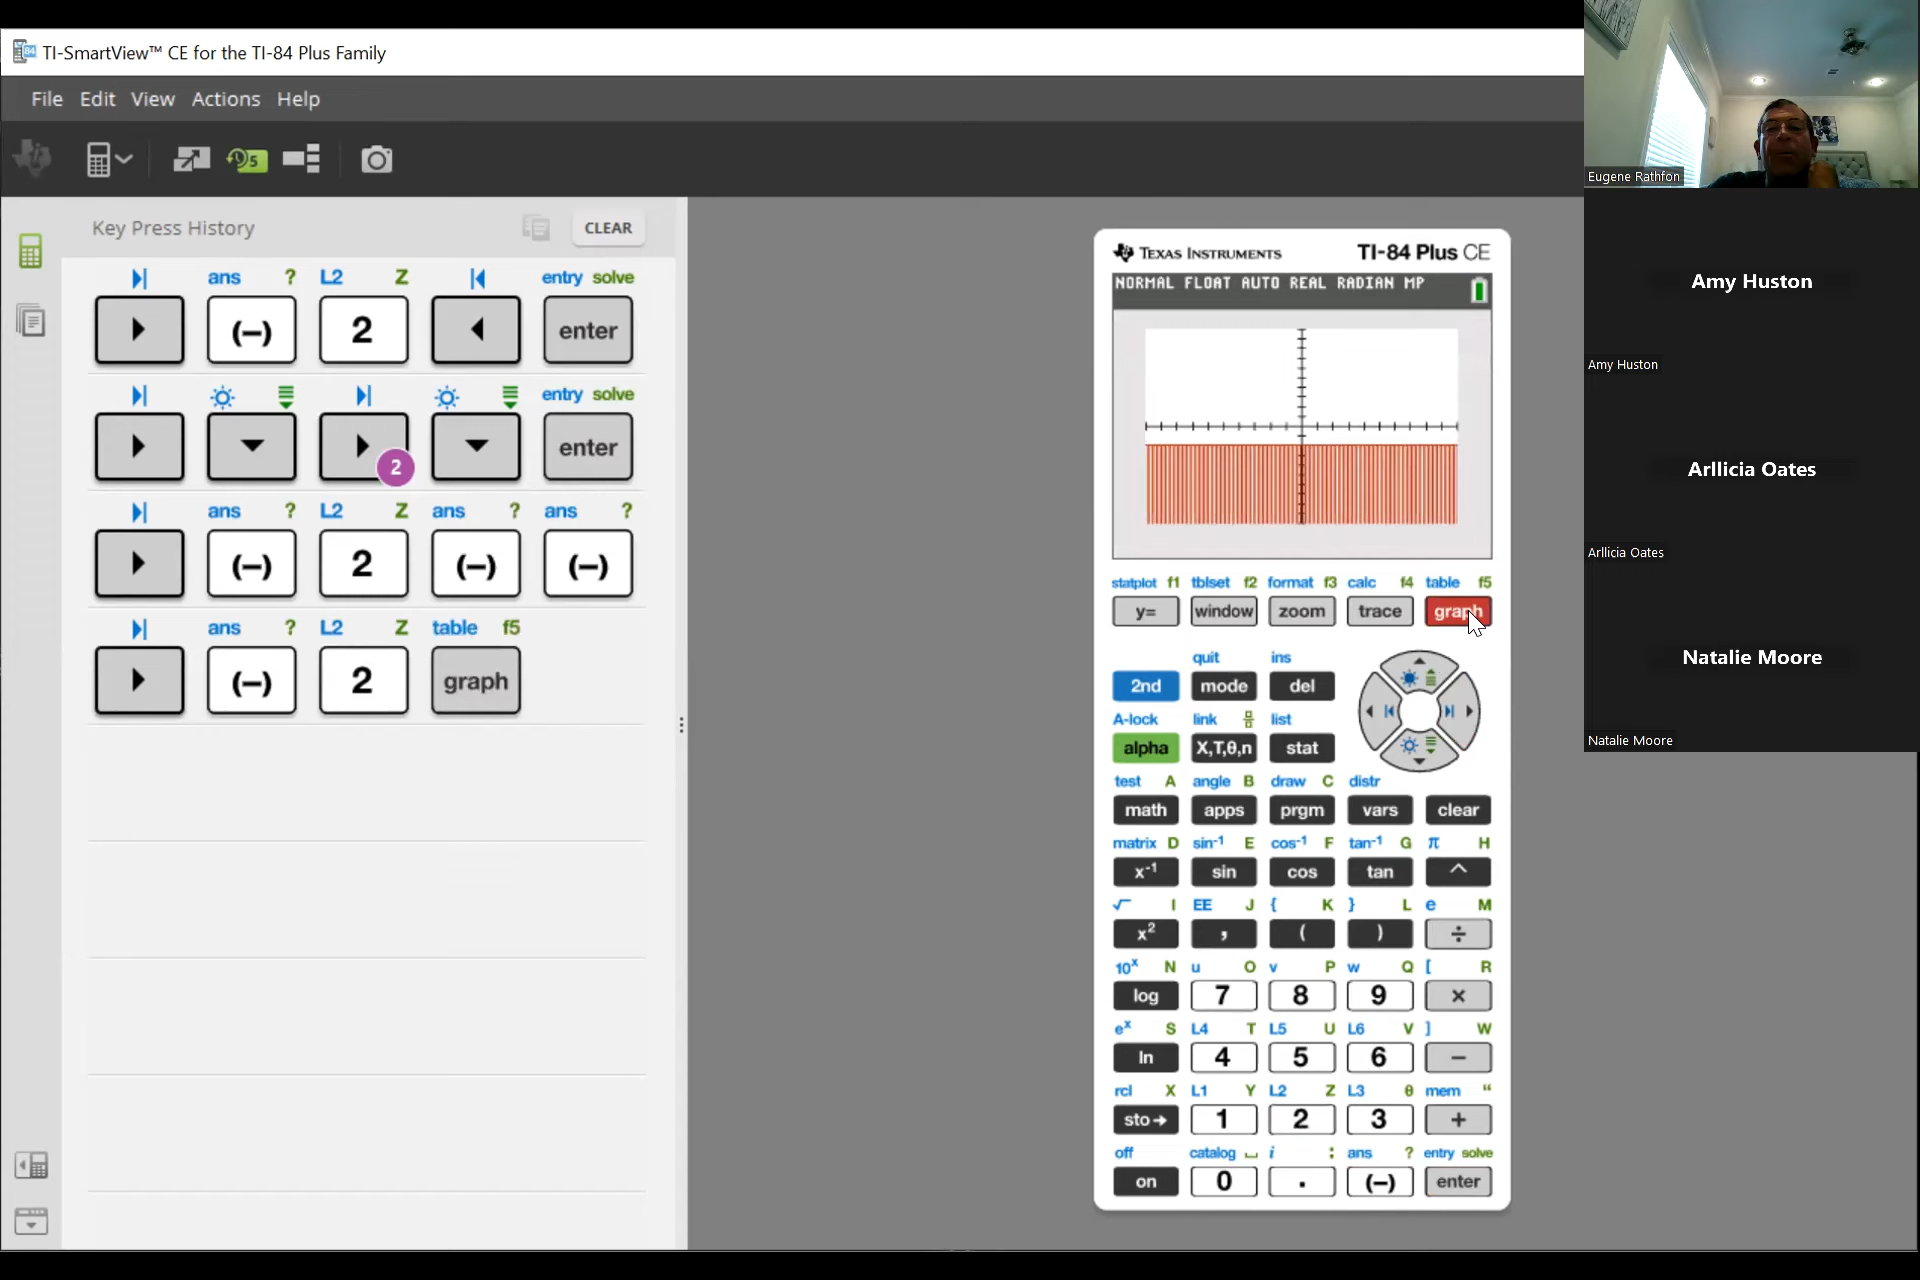 TI-SmartView™ CE for the TI-84 Plus Family
File Edit View Actions Help
5
Key Press History
CLEAR
ans ? L2 Z entry solve
(−) 2 enter
entry solve
2 enter
ans ? L2 Z ans ? ans ?
(−) 2 (−) (−)
ans ? L2 Z table f5
(−) 2 graph
TEXAS INSTRUMENTS TI-84 Plus CE
NORMAL FLOAT AUTO REAL RADIAN MP
statplot f1 tblset f2 format f3 calc f4 table f5
y= window zoom trace graph
quit ins
2nd mode del
A-lock link list
alpha X,T,θ,n stat
test A angle B draw C distr
math apps prgm vars clear
matrix D sin⁻¹ E cos⁻¹ F tan⁻¹ G π H
x⁻¹ sin cos tan ^
√ I EE J { K } L e M
x² , ( ) ÷
10ˣ N u O v P w Q [ R
log 7 8 9 ×
eˣ S L4 T L5 U L6 V ] W
ln 4 5 6 −
rcl X L1 Y L2 Z L3 θ mem “
sto→ 1 2 3 +
off catalog ⎵ i : ans ? entry solve
on 0 . (−) enter
Eugene Rathfon
Amy Huston
Amy Huston
Arllicia Oates
Arllicia Oates
Natalie Moore
Natalie Moore